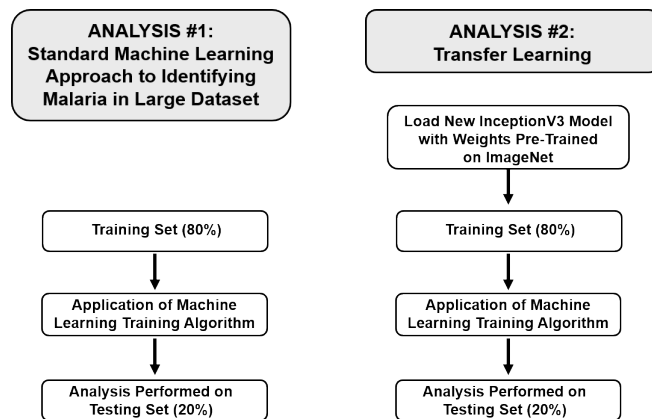 ANALYSIS #1:
Standard Machine Learning
Approach to Identifying
Malaria in Large Dataset
Training Set (80%)
Application of Machine
Learning Training Algorithm
Analysis Performed on
Testing Set (20%)
ANALYSIS #2:
Transfer Learning
Load New InceptionV3 Model
with Weights Pre-Trained
on ImageNet
Training Set (80%)
Application of Machine
Learning Training Algorithm
Analysis Performed on
Testing Set (20%)